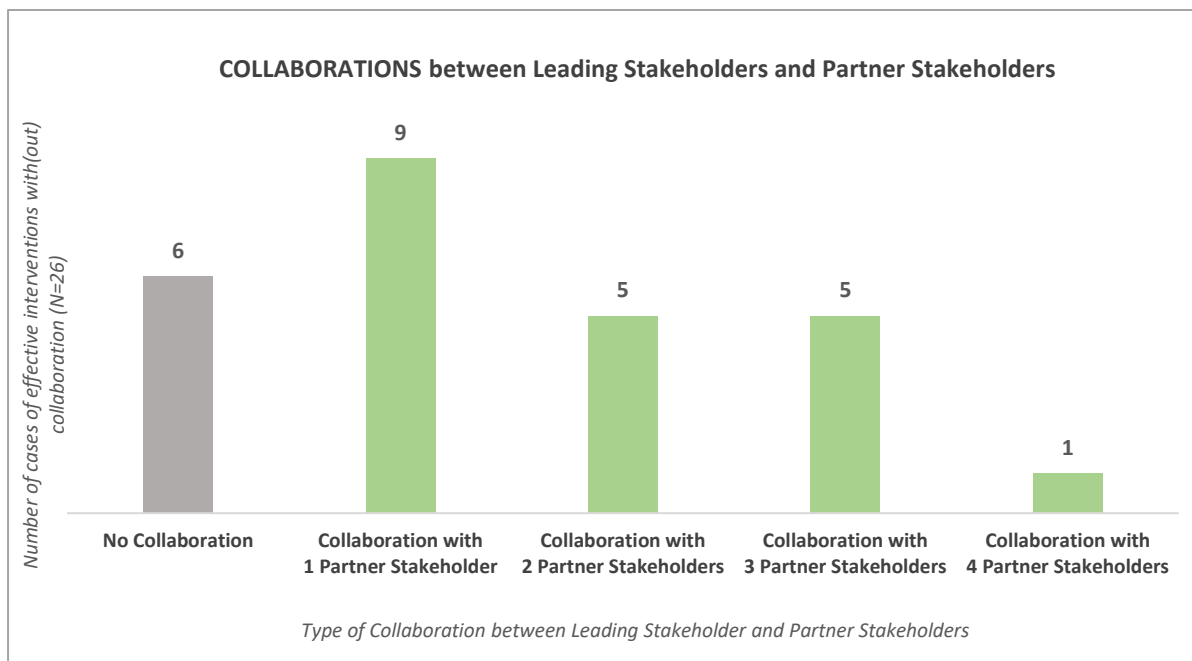 COLLABORATIONS between Leading Stakeholders and Partner Stakeholders
Number of cases of effective interventions with(out)
collaboration (N=26)
6
9
5
5
1
No Collaboration
Collaboration with
1 Partner Stakeholder
Collaboration with
2 Partner Stakeholders
Collaboration with
3 Partner Stakeholders
Collaboration with
4 Partner Stakeholders
Type of Collaboration between Leading Stakeholder and Partner Stakeholders